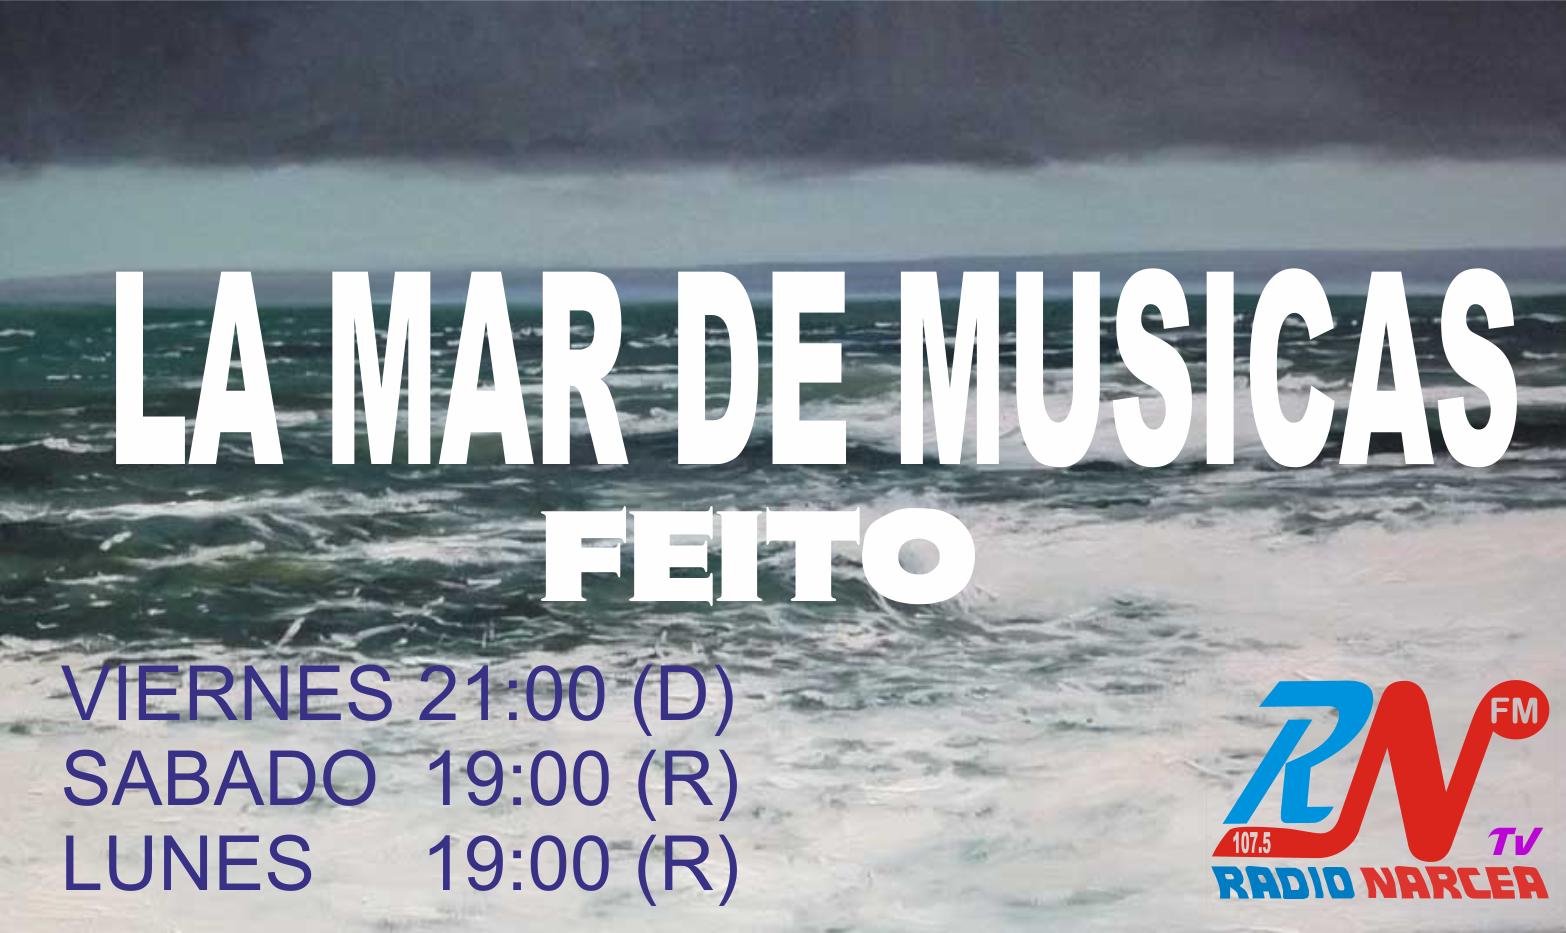 LA MAR DE MUSICAS
FEITO
VIERNES 21:00 (D)
SABADO 19:00 (R)
LUNES 19:00 (R)
RN FM
107.5
TV
RADIO NARCEA